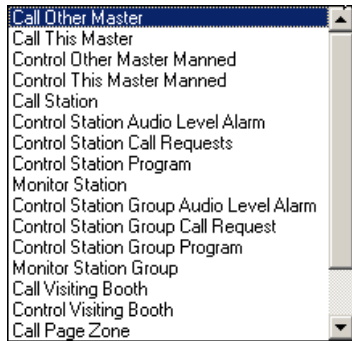 Call Other Master
Call This Master
Control Other Master Manned
Control This Master Manned
Call Station
Control Station Audio Level Alarm
Control Station Call Requests
Control Station Program
Monitor Station
Control Station Group Audio Level Alarm
Control Station Group Call Request
Control Station Group Program
Monitor Station Group
Call Visiting Booth
Control Visiting Booth
Call Page Zone